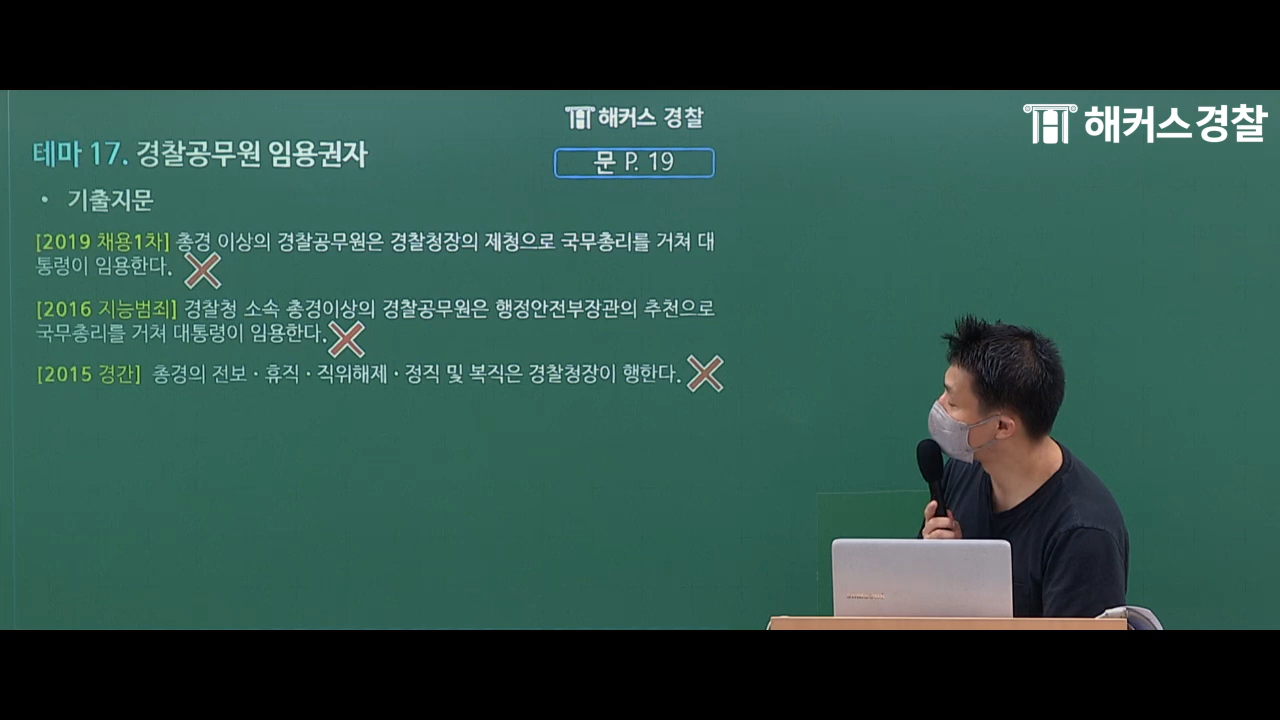 해커스 경찰
해커스경찰
테마 17. 경찰공무원 임용권자
문 P. 19
• 기출지문
[2019 채용1차] 총경 이상의 경찰공무원은 경찰청장의 제청으로 국무총리를 거쳐 대
통령이 임용한다.
[2016 지능범죄] 경찰청 소속 총경이상의 경찰공무원은 행정안전부장관의 추천으로
국무총리를 거쳐 대통령이 임용한다.
[2015 경간] 총경의 전보·휴직·직위해제·정직 및 복직은 경찰청장이 행한다.
SAMSUNG